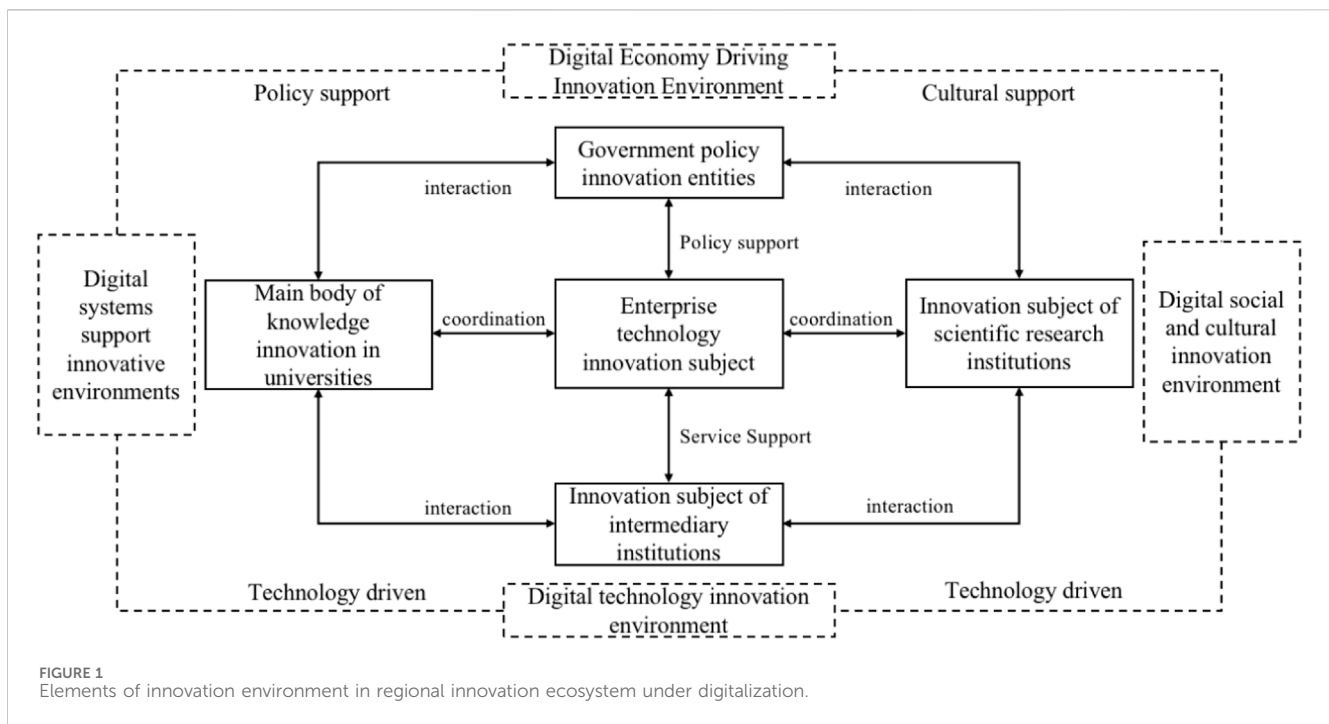 Digital Economy Driving
Innovation Environment
Policy support
Cultural support
Government policy
innovation entities
interaction
interaction
Policy support
Digital
systems
support
innovative
environments
Main body of
knowledge
innovation in
universities
coordination
Enterprise
technology
innovation subject
coordination
Innovation subject
of scientific research
institutions
Digital social
and cultural
innovation
environment
Service Support
interaction
Innovation subject of
intermediary
institutions
interaction
Technology driven
Digital technology innovation
environment
Technology driven
FIGURE 1
Elements of innovation environment in regional innovation ecosystem under digitalization.